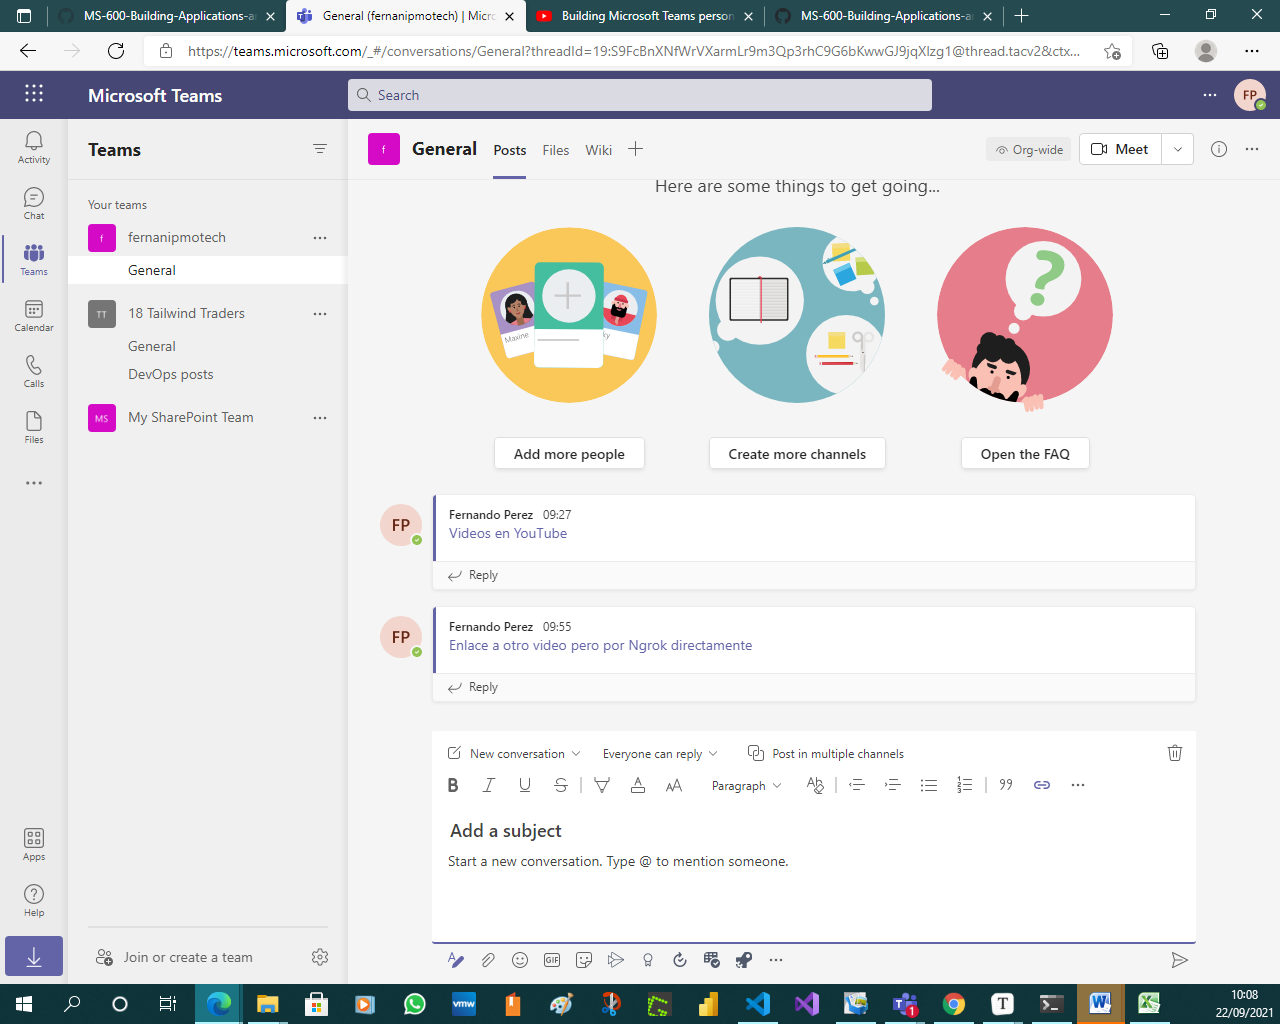 MS-600-Building-Applications-a
General (fernanipmotech) | Micr
Building Microsoft Teams person
MS-600-Building-Applications-a
https://teams.microsoft.com/_#/conversations/General?threadId=19:S9FcBnXNfWrVXarmLr9m3Qp3rhC9G6bKwwGJ9jqXIzg1@thread.tacv2&ctx...
Microsoft Teams
Search
FP
Activity
Chat
Teams
Calendar
Calls
Files
Apps
Help
Teams
Your teams
f
fernanipmotech
General
TT
18 Tailwind Traders
General
DevOps posts
MS
My SharePoint Team
Join or create a team
f
General
Posts
Files
Wiki
Org-wide
Meet
Here are some things to get going...
Maxine
Add more people
Create more channels
?
Open the FAQ
FP
Fernando Perez 09:27
Videos en YouTube
Reply
FP
Fernando Perez 09:55
Enlace a otro video pero por Ngrok directamente
Reply
New conversation
Everyone can reply
Post in multiple channels
Paragraph
Add a subject
Start a new conversation. Type @ to mention someone.
GIF
vmw
1
T
10:08
22/09/2021